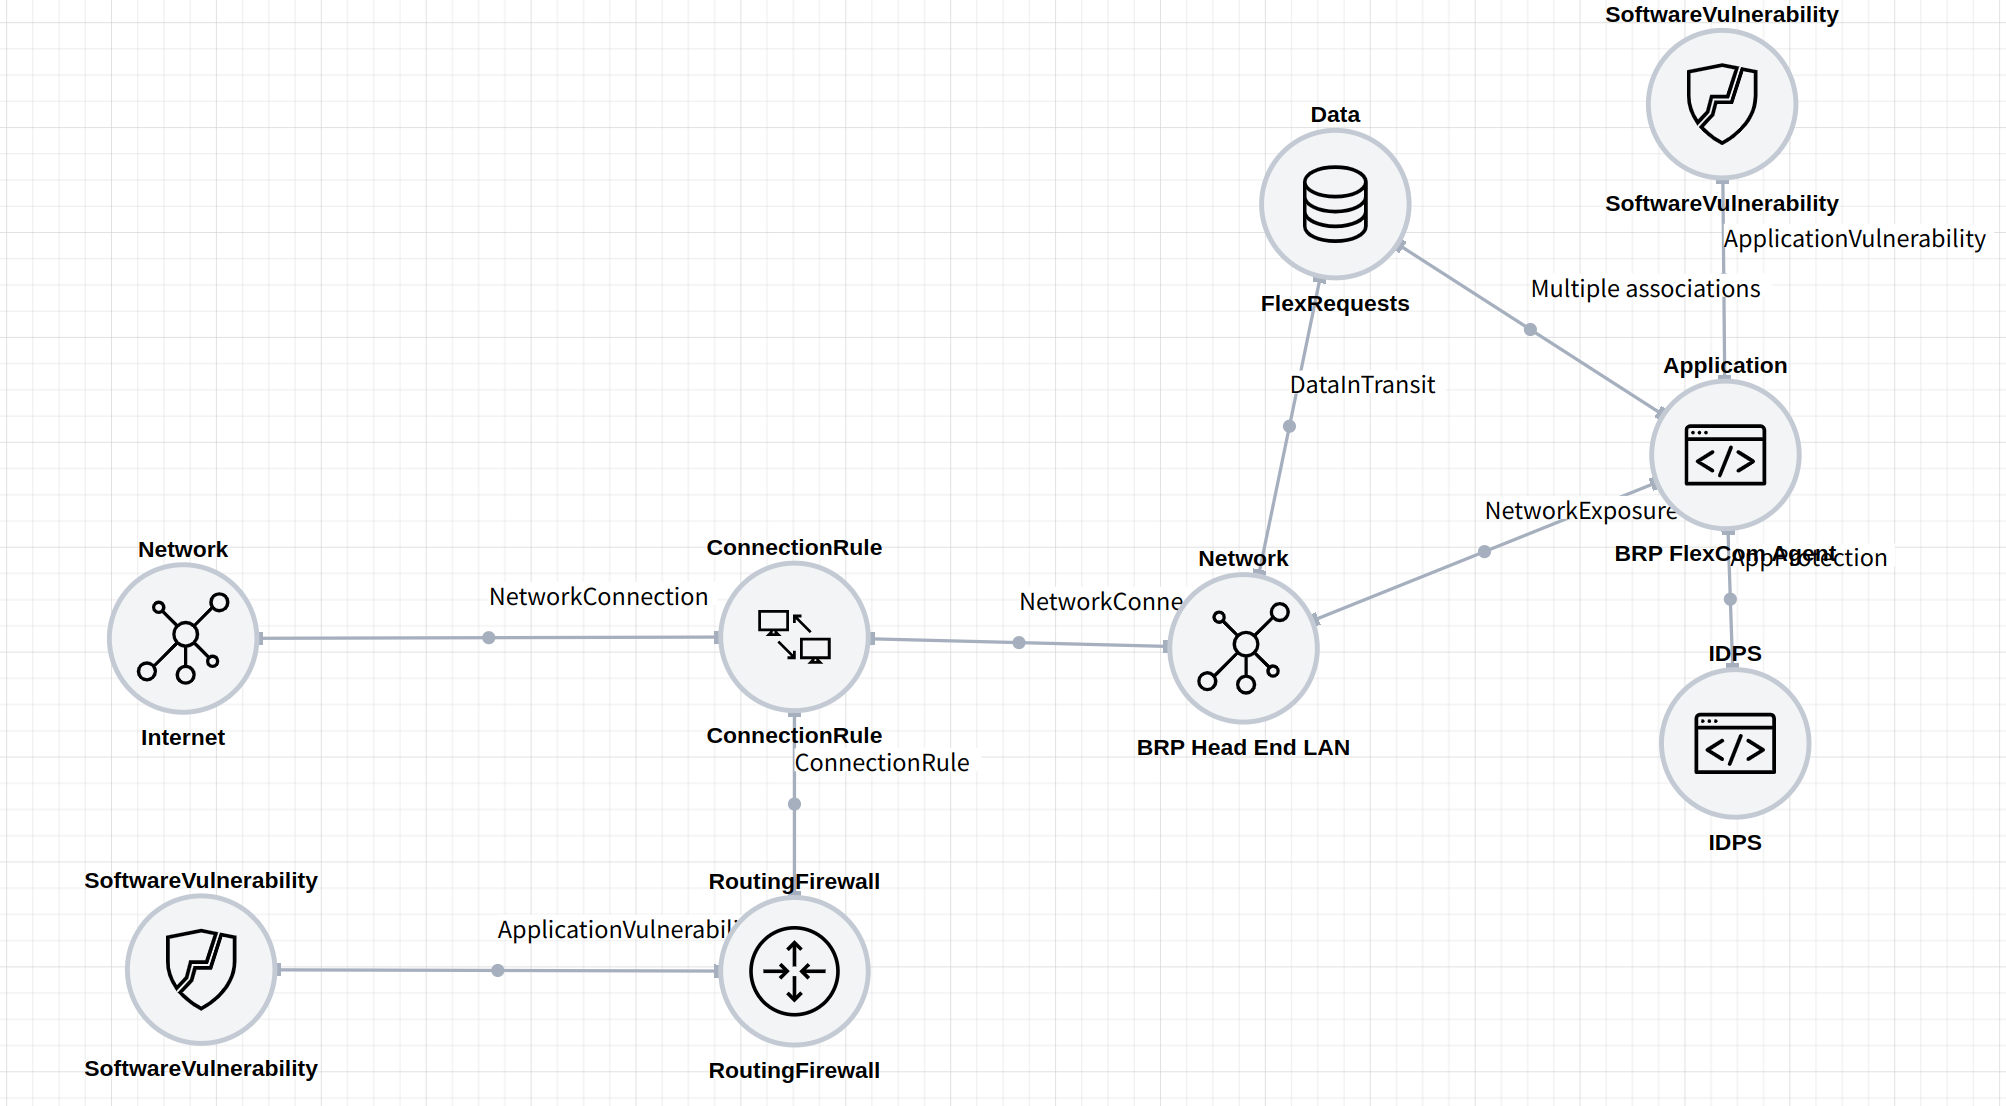 SoftwareVulnerability
SoftwareVulnerability
ApplicationVulnerability
Data
FlexRequests
Multiple associations
DataInTransit
Application
</>
BRP FlexCom Agent
AppProtection
NetworkExposure
IDPS
</>
IDPS
Network
Internet
NetworkConnection
ConnectionRule
ConnectionRule
ConnectionRule
NetworkConne
Network
BRP Head End LAN
SoftwareVulnerability
SoftwareVulnerability
ApplicationVulnerabil
RoutingFirewall
RoutingFirewall